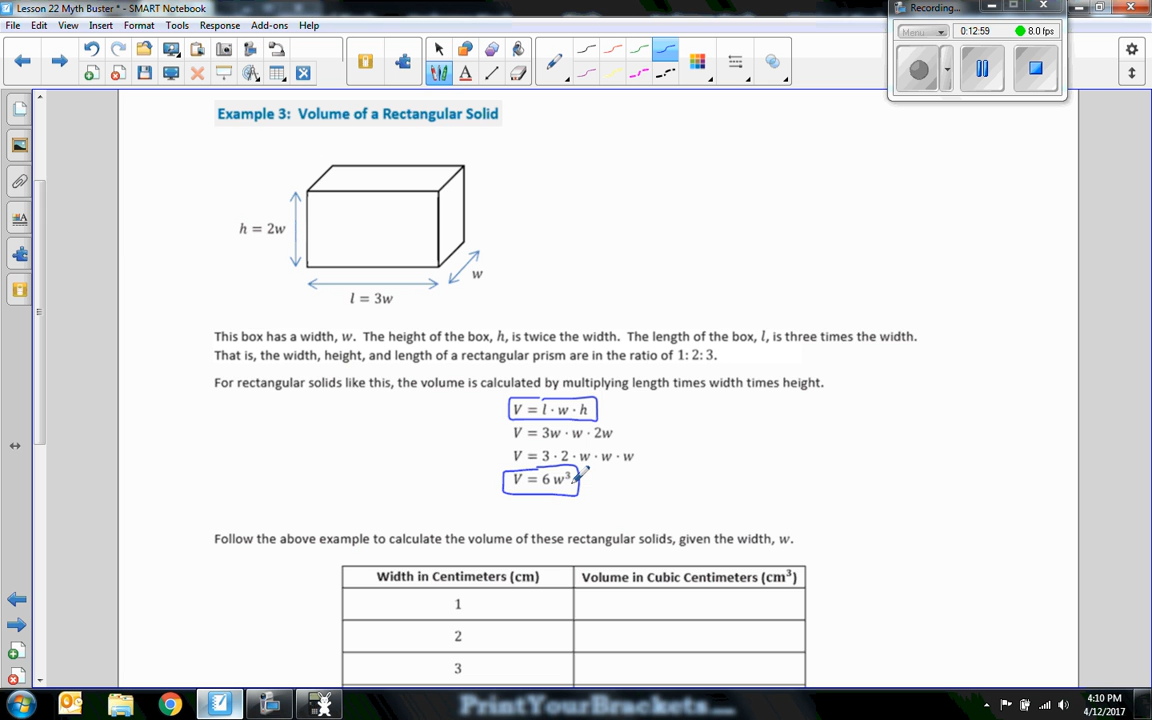 Lesson 22 Myth Buster * - SMART Notebook
Recording...
File Edit View Insert Format Tools Response Add-ons Help
Menu
0:12:59
8.0 fps
Example 3: Volume of a Rectangular Solid
h = 2w
w
l = 3w
This box has a width, w. The height of the box, h, is twice the width. The length of the box, l, is three times the width.
That is, the width, height, and length of a rectangular prism are in the ratio of 1: 2: 3.
For rectangular solids like this, the volume is calculated by multiplying length times width times height.
V = l · w · h
V = 3w · w · 2w
V = 3 · 2 · w · w · w
V = 6 w³
Follow the above example to calculate the volume of these rectangular solids, given the width, w.
Width in Centimeters (cm) Volume in Cubic Centimeters (cm³)
1
2
3
PrintYourBrackets.com
4:10 PM
4/12/2017